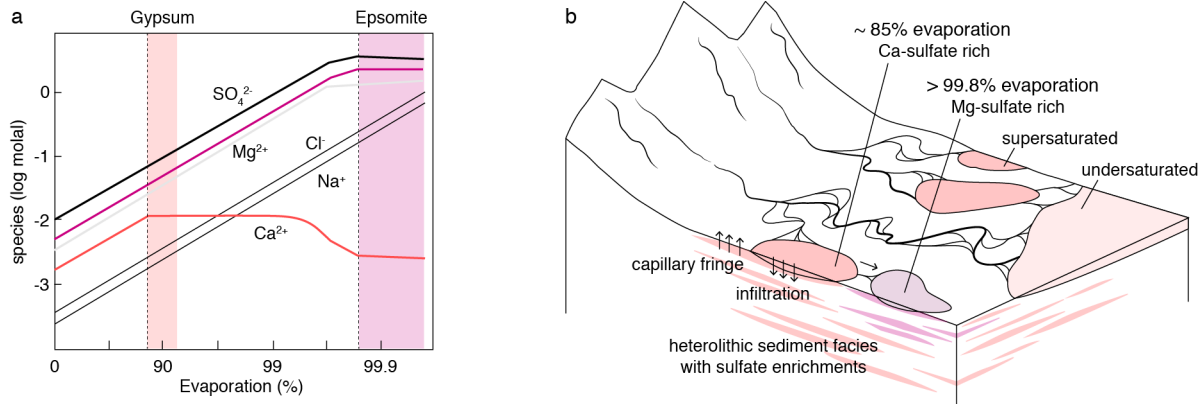 a
Gypsum
Epsomite
species (log molal)
0
-1
-2
-3
SO₄²⁻
Mg²⁺
Cl⁻
Na⁺
Ca²⁺
0
90
99
99.9
Evaporation (%)
b
~ 85% evaporation
Ca-sulfate rich
> 99.8% evaporation
Mg-sulfate rich
supersaturated
undersaturated
capillary fringe
infiltration
heterolithic sediment facies
with sulfate enrichments